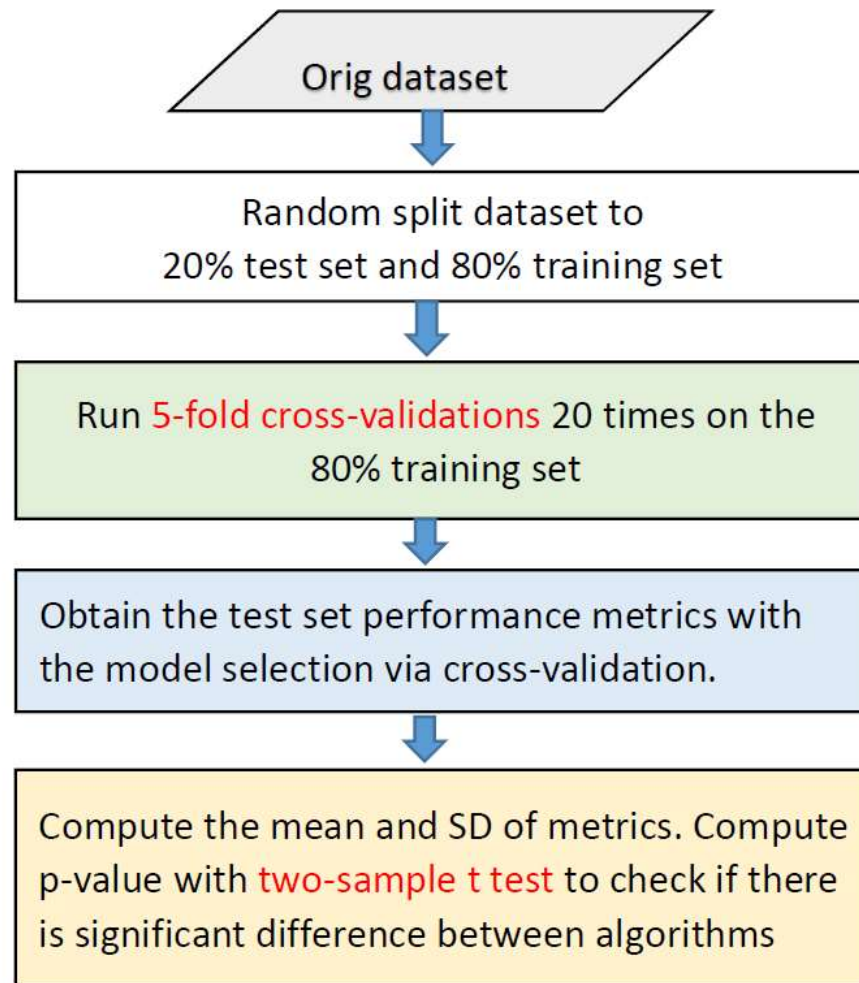 Orig dataset
Random split dataset to
20% test set and 80% training set
Run 5-fold cross-validations 20 times on the
80% training set
Obtain the test set performance metrics with
the model selection via cross-validation.
Compute the mean and SD of metrics. Compute
p-value with two-sample t test to check if there
is significant difference between algorithms